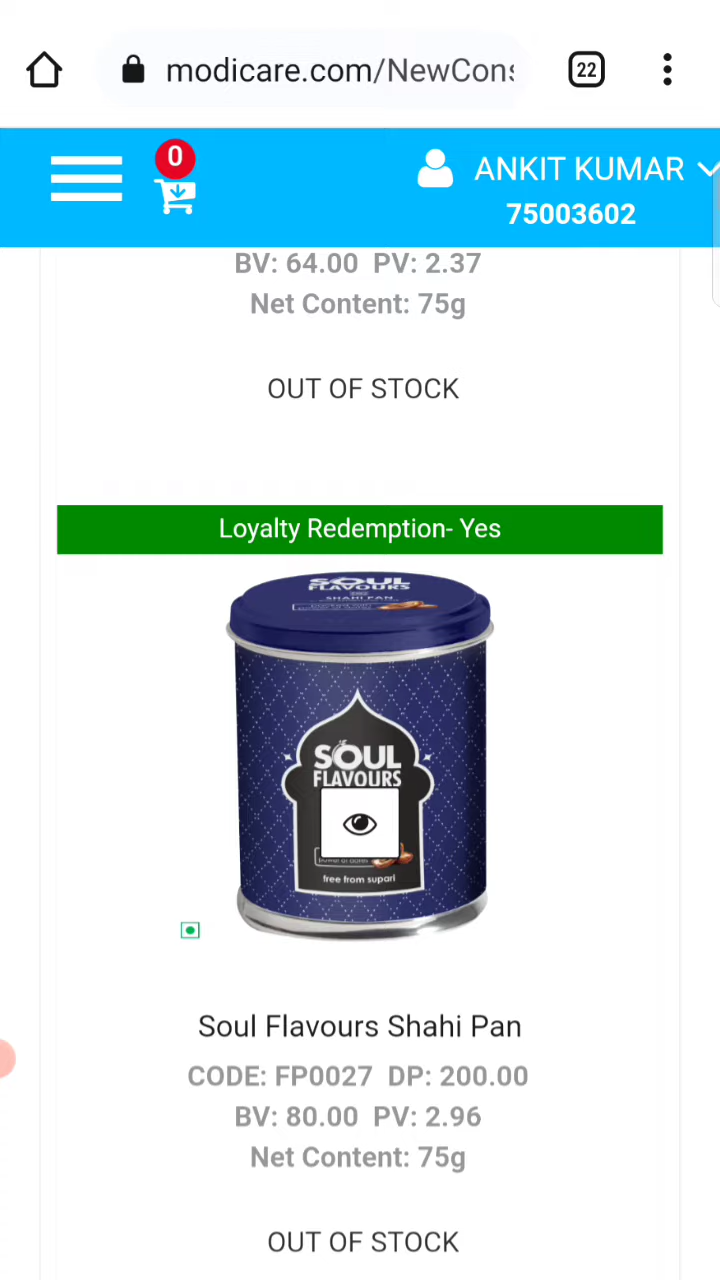 modicare.com/NewCons
22
0
ANKIT KUMAR
75003602
BV: 64.00 PV: 2.37
Net Content: 75g
OUT OF STOCK
Loyalty Redemption- Yes
SOUL
FLAVOURS
SHAHI PAN
SOUL
FLAVOURS
free from supari
Soul Flavours Shahi Pan
CODE: FP0027 DP: 200.00
BV: 80.00 PV: 2.96
Net Content: 75g
OUT OF STOCK